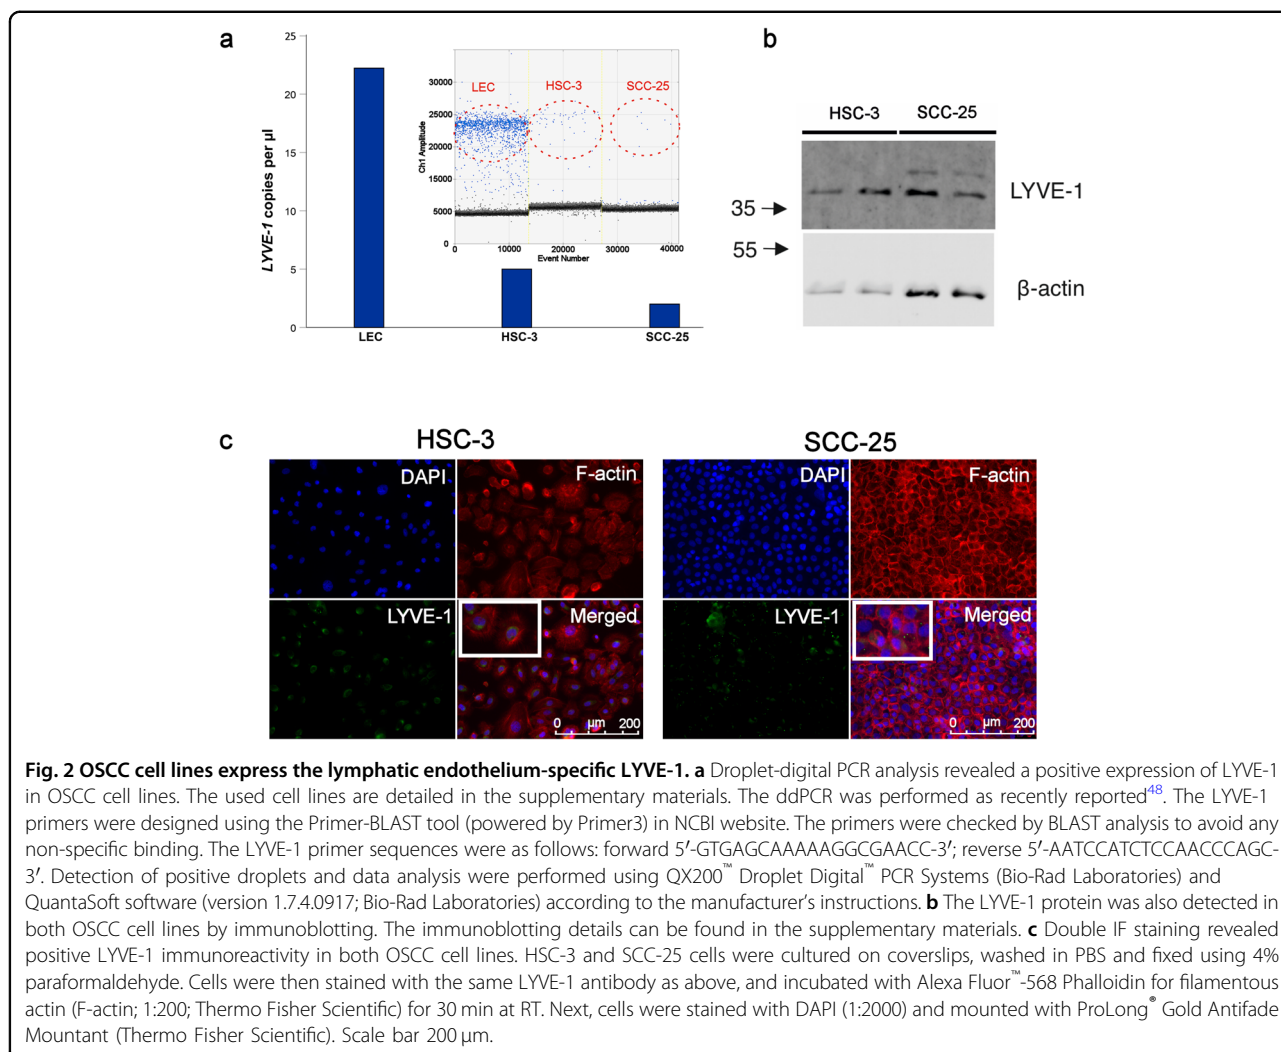 a
LYVE-1 copies per µl
25
20
15
10
5
0
LEC
HSC-3
SCC-25
LEC
HSC-3
SCC-25
Ch1 Amplitude
30000
25000
20000
15000
10000
5000
0
0
10000
20000
30000
40000
Event Number
b
HSC-3
SCC-25
35
LYVE-1
55
β-actin
c
HSC-3
DAPI
F-actin
LYVE-1
Merged
0 µm 200
SCC-25
DAPI
F-actin
LYVE-1
Merged
0 µm 200
Fig. 2 OSCC cell lines express the lymphatic endothelium-specific LYVE-1. a Droplet-digital PCR analysis revealed a positive expression of LYVE-1
in OSCC cell lines. The used cell lines are detailed in the supplementary materials. The ddPCR was performed as recently reported48. The LYVE-1
primers were designed using the Primer-BLAST tool (powered by Primer3) in NCBI website. The primers were checked by BLAST analysis to avoid any
non-specific binding. The LYVE-1 primer sequences were as follows: forward 5′-GTGAGCAAAAAGGCGAACC-3′; reverse 5′-AATCCATCTCCAACCCAGC-
3′. Detection of positive droplets and data analysis were performed using QX200™ Droplet Digital™ PCR Systems (Bio-Rad Laboratories) and
QuantaSoft software (version 1.7.4.0917; Bio-Rad Laboratories) according to the manufacturer's instructions. b The LYVE-1 protein was also detected in
both OSCC cell lines by immunoblotting. The immunoblotting details can be found in the supplementary materials. c Double IF staining revealed
positive LYVE-1 immunoreactivity in both OSCC cell lines. HSC-3 and SCC-25 cells were cultured on coverslips, washed in PBS and fixed using 4%
paraformaldehyde. Cells were then stained with the same LYVE-1 antibody as above, and incubated with Alexa Fluor™-568 Phalloidin for filamentous
actin (F-actin; 1:200; Thermo Fisher Scientific) for 30 min at RT. Next, cells were stained with DAPI (1:2000) and mounted with ProLong® Gold Antifade
Mountant (Thermo Fisher Scientific). Scale bar 200 µm.